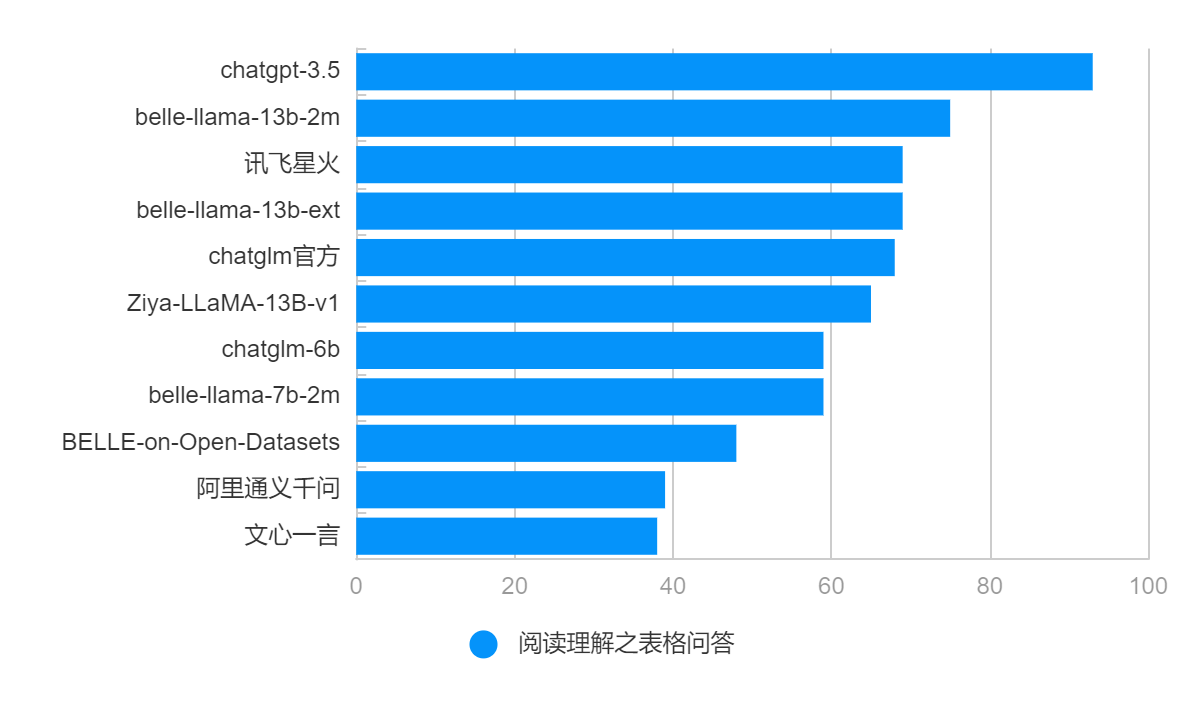 chatgpt-3.5
belle-llama-13b-2m
讯飞星火
belle-llama-13b-ext
chatglm官方
Ziya-LLaMA-13B-v1
chatglm-6b
belle-llama-7b-2m
BELLE-on-Open-Datasets
阿里通义千问
文心一言
0 20 40 60 80 100
阅读理解之表格问答